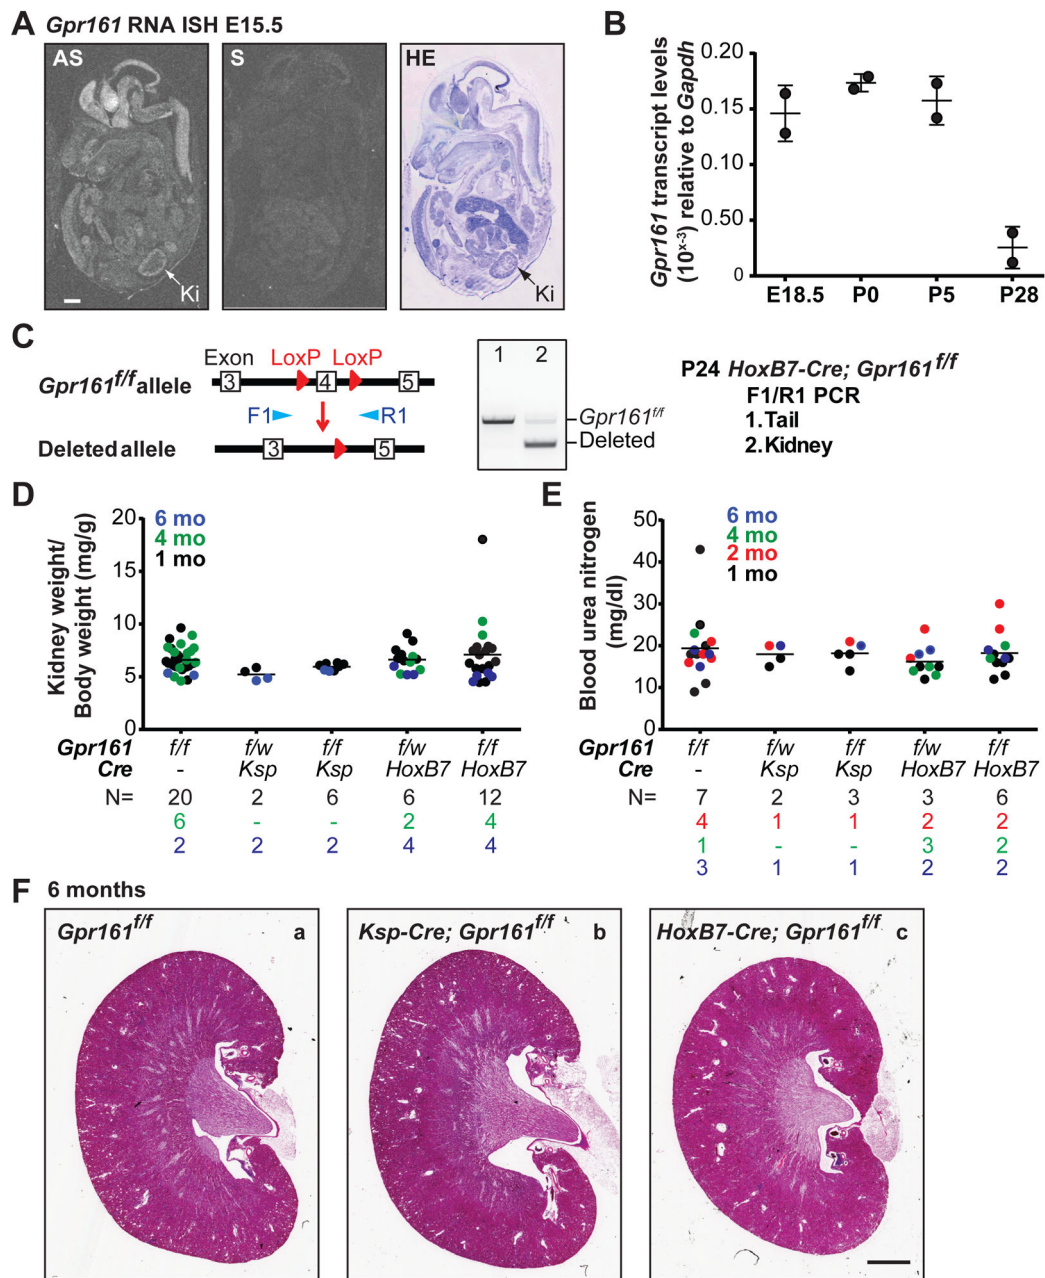 A Gpr161 RNA ISH E15.5
AS
S
HE
Ki
Ki
B
Gpr161 transcript levels
(10^x-3) relative to Gapdh
0.20
0.15
0.10
0.50
0
E18.5 P0 P5 P28
C
Exon LoxP LoxP
Gpr161^f/f allele
3 4 5
F1 R1
Deleted allele
3 5
1 2
Gpr161^f/f
Deleted
P24 HoxB7-Cre; Gpr161^f/f
F1/R1 PCR
1.Tail
2.Kidney
D
Kidney weight/
Body weight (mg/g)
20
15
10
5
0
6 mo
4 mo
1 mo
Gpr161 f/f f/w f/f f/w f/f
Cre - Ksp Ksp HoxB7 HoxB7
N= 20 2 6 6 12
6 - - 2 4
2 2 2 4 4
E
Blood urea nitrogen
(mg/dl)
50
40
30
20
10
0
6 mo
4 mo
2 mo
1 mo
Gpr161 f/f f/w f/f f/w f/f
Cre - Ksp Ksp HoxB7 HoxB7
N= 7 2 3 3 6
4 1 1 2 2
1 - - 3 2
3 1 1 2 2
F 6 months
Gpr161^f/f a
Ksp-Cre; Gpr161^f/f b
HoxB7-Cre; Gpr161^f/f c